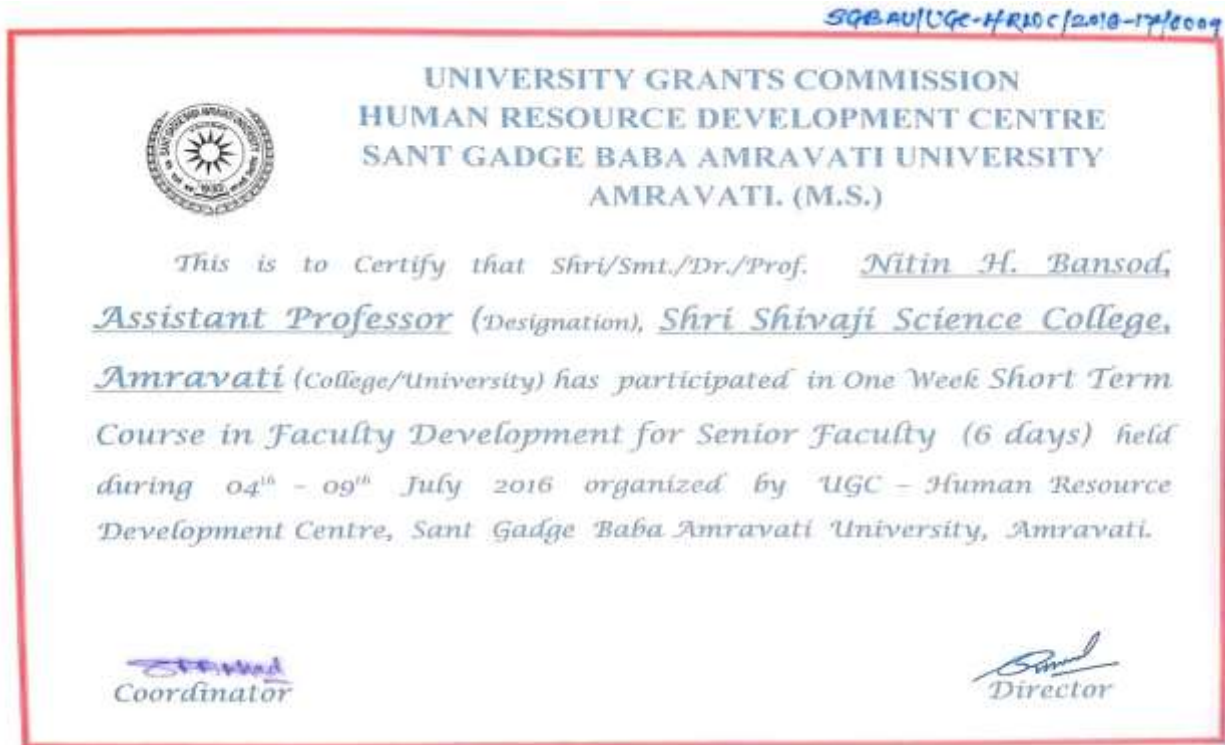 SGBAU/UGC-HRDC/2016-17/6009
UNIVERSITY GRANTS COMMISSION
HUMAN RESOURCE DEVELOPMENT CENTRE
SANT GADGE BABA AMRAVATI UNIVERSITY
AMRAVATI. (M.S.)
This is to Certify that Shri/Smt./Dr./Prof. Nitin H. Bansod,
Assistant Professor (Designation), Shri Shivaji Science College,
Amravati (College/University) has participated in One Week Short Term
Course in Faculty Development for Senior Faculty (6 days) held
during 04th - 09th July 2016 organized by UGC – Human Resource
Development Centre, Sant Gadge Baba Amravati University, Amravati.
Coordinator
Director